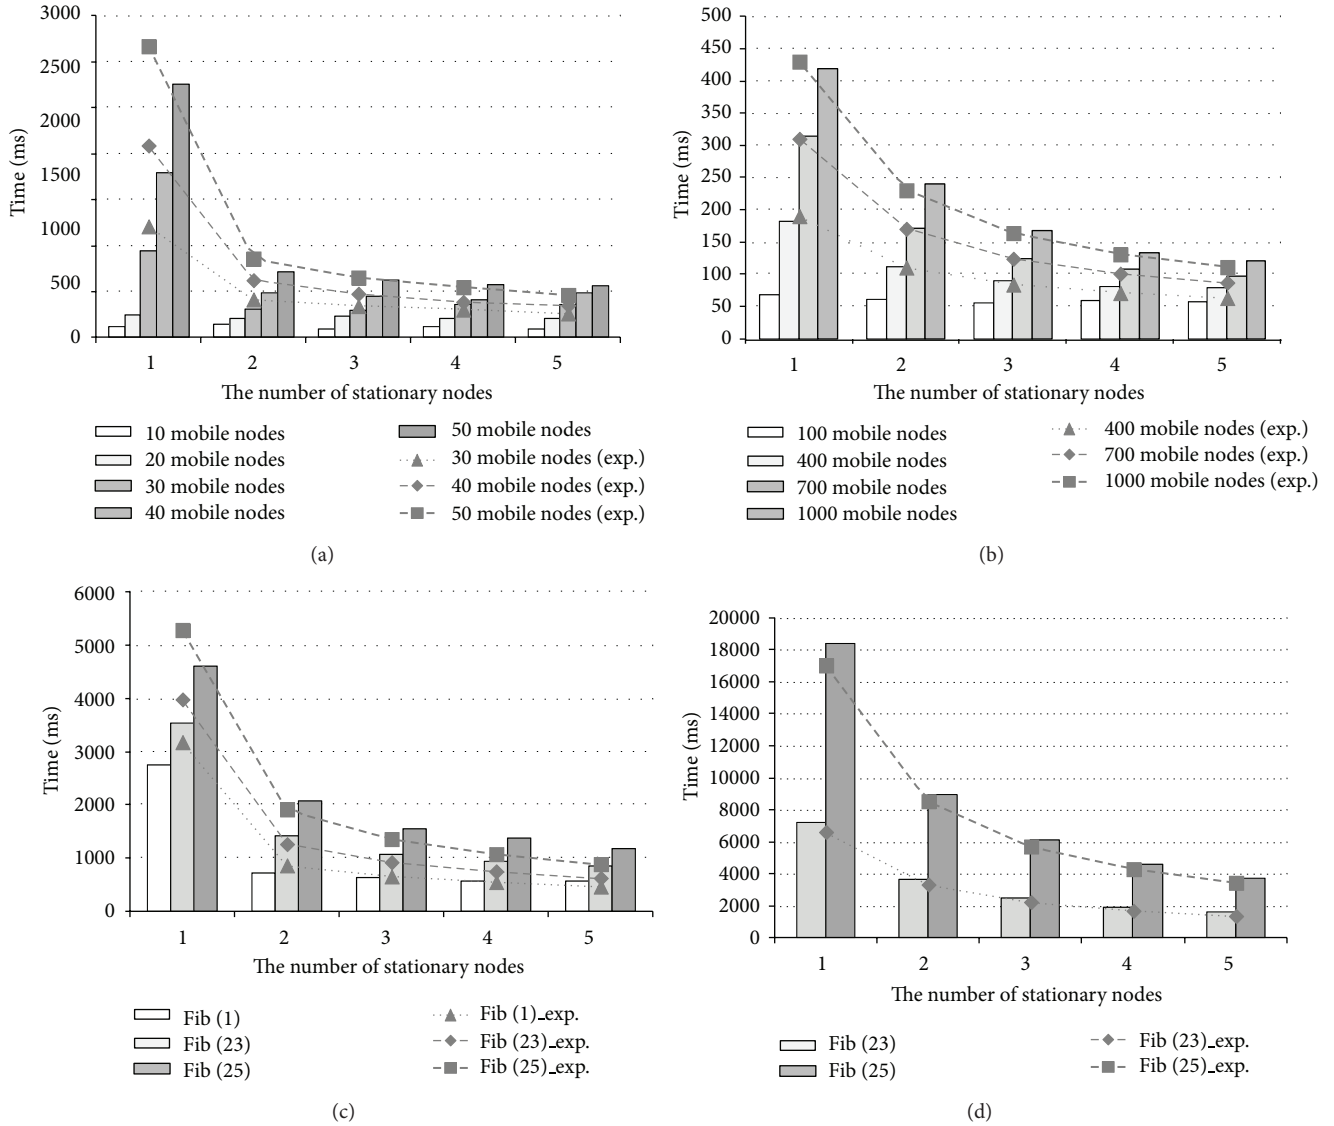 3000
2500
2000
1500
1000
500
0
Time (ms)
1 2 3 4 5
The number of stationary nodes
10 mobile nodes
20 mobile nodes
30 mobile nodes
40 mobile nodes
50 mobile nodes
30 mobile nodes (exp.)
40 mobile nodes (exp.)
50 mobile nodes (exp.)
(a)
500
450
400
350
300
250
200
150
100
50
0
Time (ms)
1 2 3 4 5
The number of stationary nodes
100 mobile nodes
400 mobile nodes
700 mobile nodes
1000 mobile nodes
400 mobile nodes (exp.)
700 mobile nodes (exp.)
1000 mobile nodes (exp.)
(b)
6000
5000
4000
3000
2000
1000
0
Time (ms)
1 2 3 4 5
The number of stationary nodes
Fib (1)
Fib (23)
Fib (25)
Fib (1)_exp.
Fib (23)_exp.
Fib (25)_exp.
(c)
20000
18000
16000
14000
12000
10000
8000
6000
4000
2000
0
Time (ms)
1 2 3 4 5
The number of stationary nodes
Fib (23)
Fib (25)
Fib (23)_exp.
Fib (25)_exp.
(d)